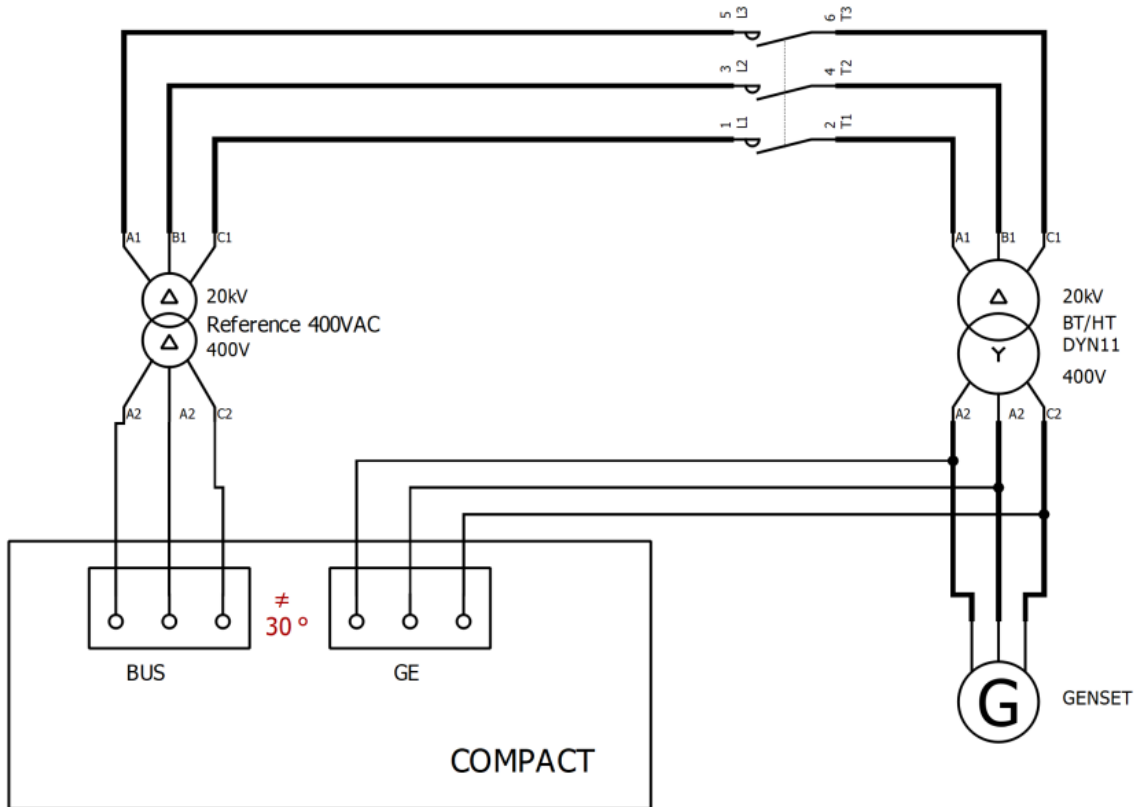 5 L3 6 T3
3 L2 4 T2
1 L1 2 T1
A1 B1 C1
A1 B1 C1
Δ 20kV
Reference 400VAC
Δ 400V
Δ 20kV
BT/HT
DYN11
Y
400V
A2 A2 C2
A2 A2 C2
≠
30 °
BUS
GE
COMPACT
G GENSET